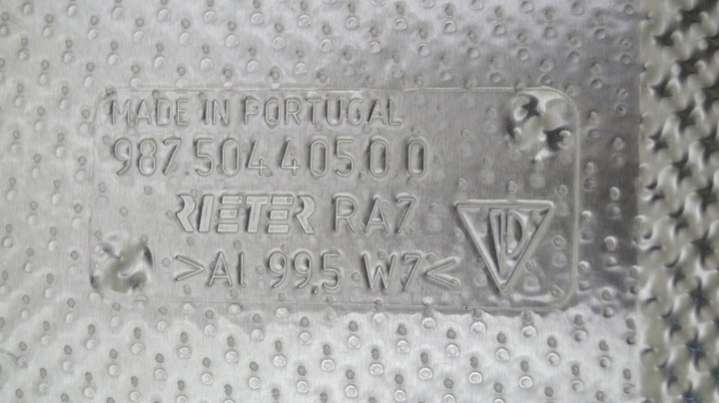 MADE IN PORTUGAL
987.504.405.0 0
RIETER RA7
>Al 99,5 W7<